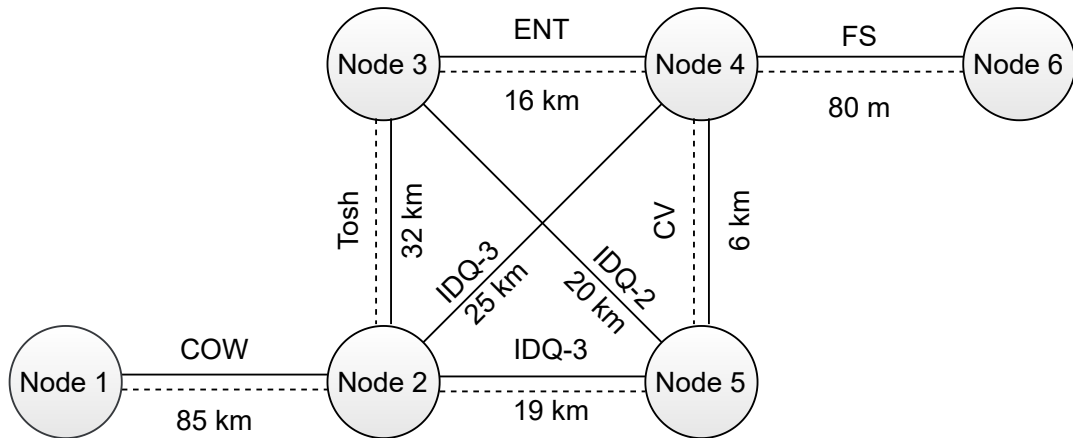 ENT
FS
Node 3
Node 4
Node 6
16 km
80 m
Tosh
32 km
IDQ-3
25 km
IDQ-2
20 km
CV
6 km
COW
IDQ-3
Node 1
Node 2
Node 5
85 km
19 km